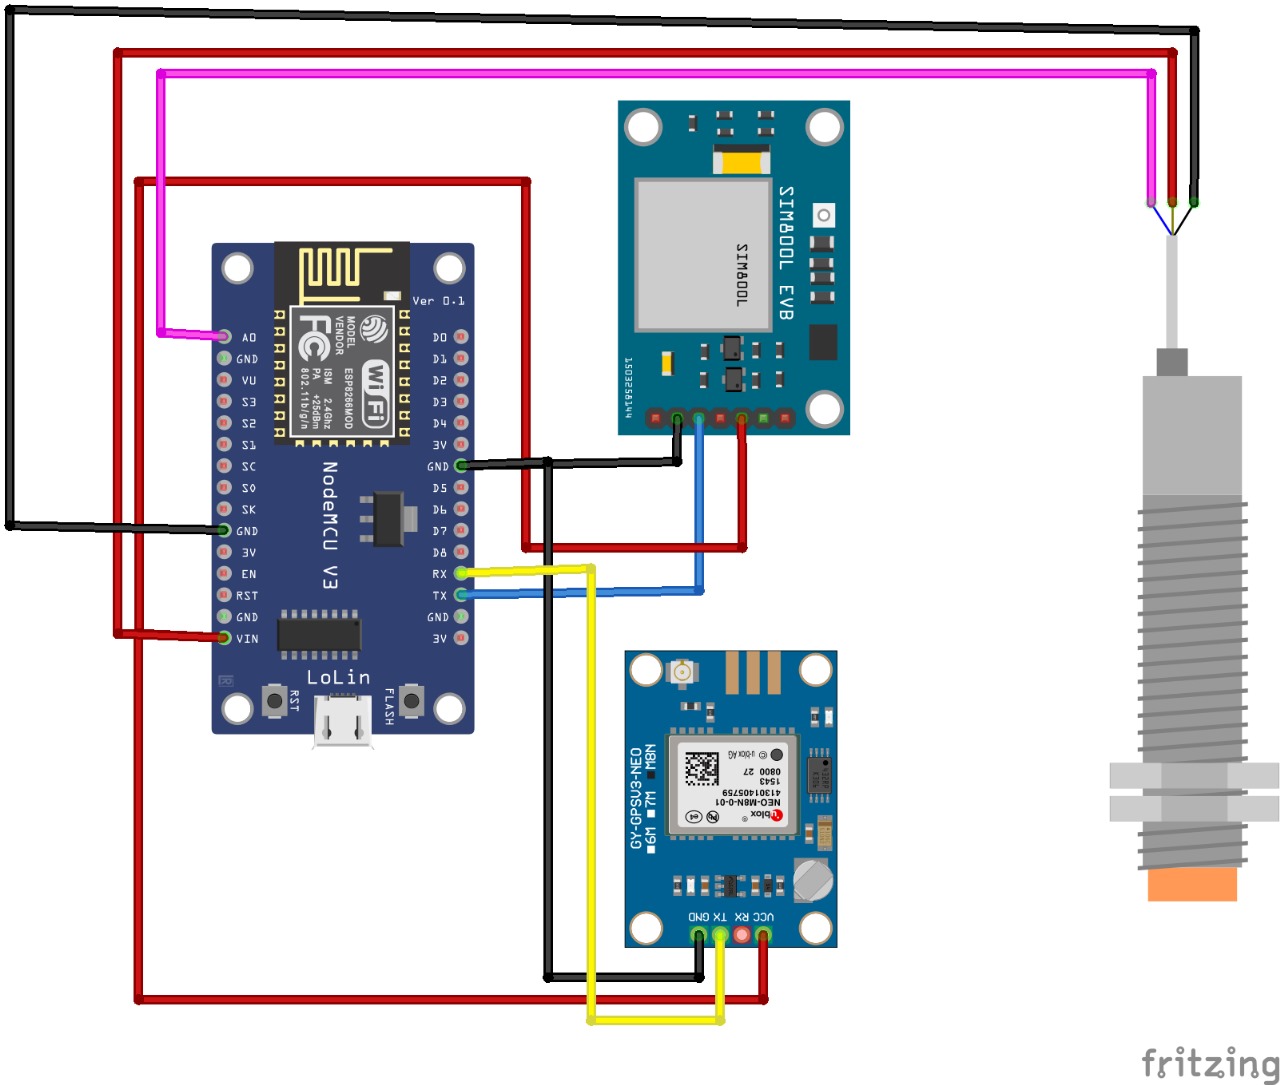 SIM800L EVB
SIM800L
1503258144
Ver 0.1
A0
GND
VU
S3
S2
S1
SC
S0
SK
GND
3V
EN
RST
GND
VIN
D0
D1
D2
D3
D4
3V
GND
D5
D6
D7
D8
RX
TX
GND
3V
MODEL
VENDOR
ESP8266MOD
WiFi
FC
ISM 2.4Ghz
PA +25dBm
802.11b/g/n
NodeMCU V3
LoLin
RST
FLASH
R
GY-GPSV3-NEO
6M 7M M8N
ublox
NEO-M8N-0-01
41301405759
1543
0800 27
© u-blox AG
GND TX RX VCC
fritzing